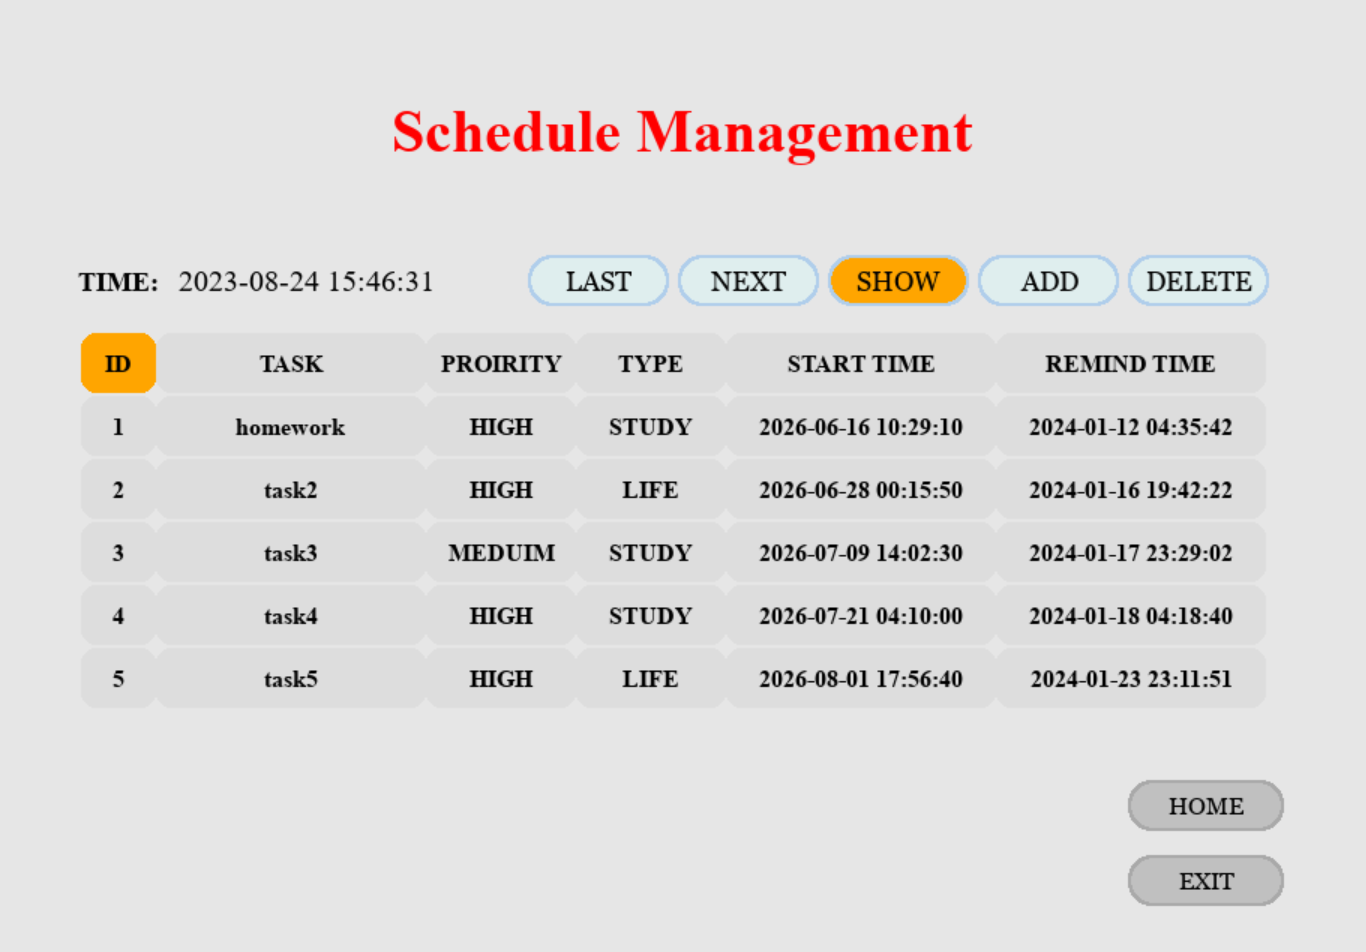 Schedule Management
TIME: 2023-08-24 15:46:31 LAST NEXT SHOW ADD DELETE
ID TASK PROIRITY TYPE START TIME REMIND TIME
1 homework HIGH STUDY 2026-06-16 10:29:10 2024-01-12 04:35:42
2 task2 HIGH LIFE 2026-06-28 00:15:50 2024-01-16 19:42:22
3 task3 MEDUIM STUDY 2026-07-09 14:02:30 2024-01-17 23:29:02
4 task4 HIGH STUDY 2026-07-21 04:10:00 2024-01-18 04:18:40
5 task5 HIGH LIFE 2026-08-01 17:56:40 2024-01-23 23:11:51
HOME
EXIT